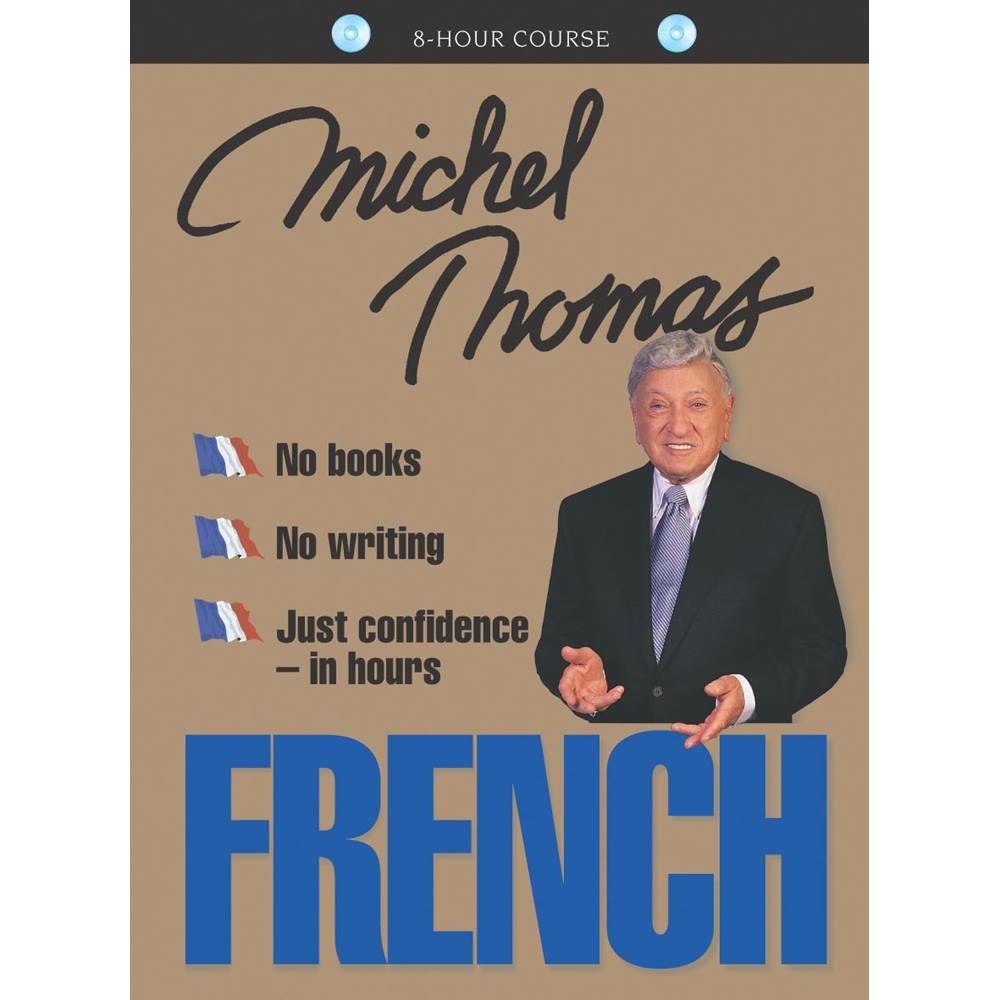 8-HOUR COURSE
Michel
Thomas
No books
No writing
Just confidence
– in hours
FRENCH